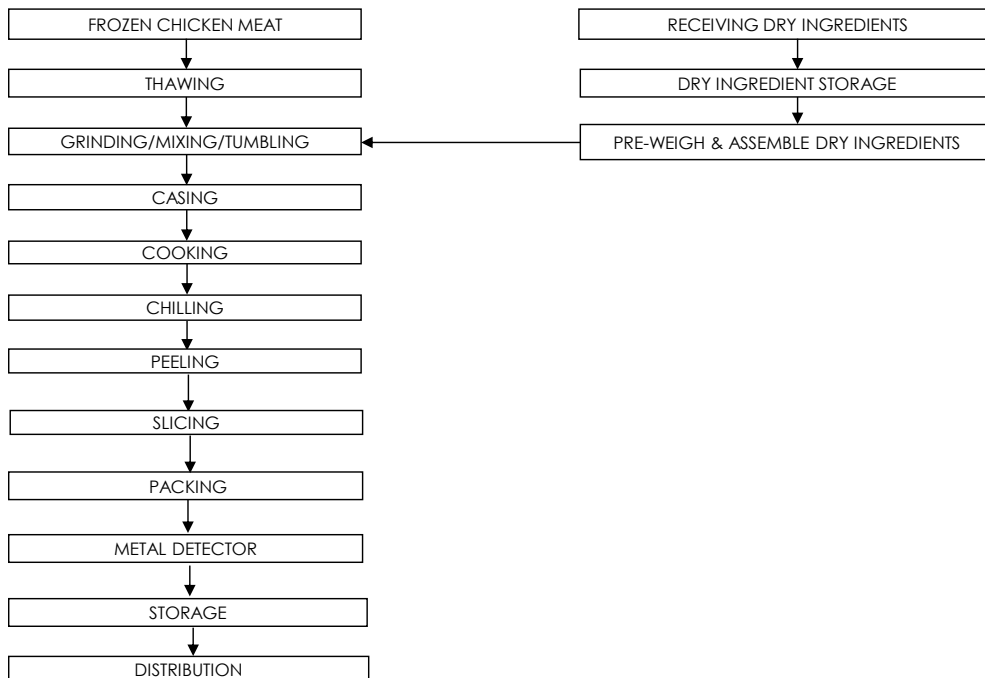 FROZEN CHICKEN MEAT
RECEIVING DRY INGREDIENTS
THAWING
DRY INGREDIENT STORAGE
GRINDING/MIXING/TUMBLING
PRE-WEIGH & ASSEMBLE DRY INGREDIENTS
CASING
COOKING
CHILLING
PEELING
SLICING
PACKING
METAL DETECTOR
STORAGE
DISTRIBUTION